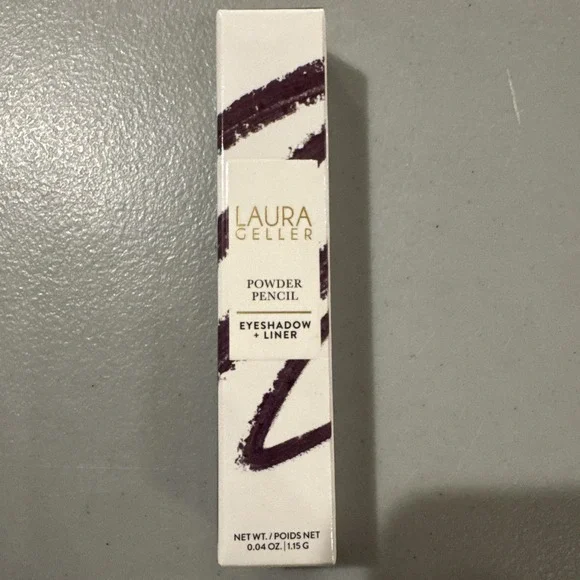 LAURA
GELLER
POWDER
PENCIL
EYESHADOW
+ LINER
NET WT. / POIDS NET
0.04 OZ. | 1.15 G